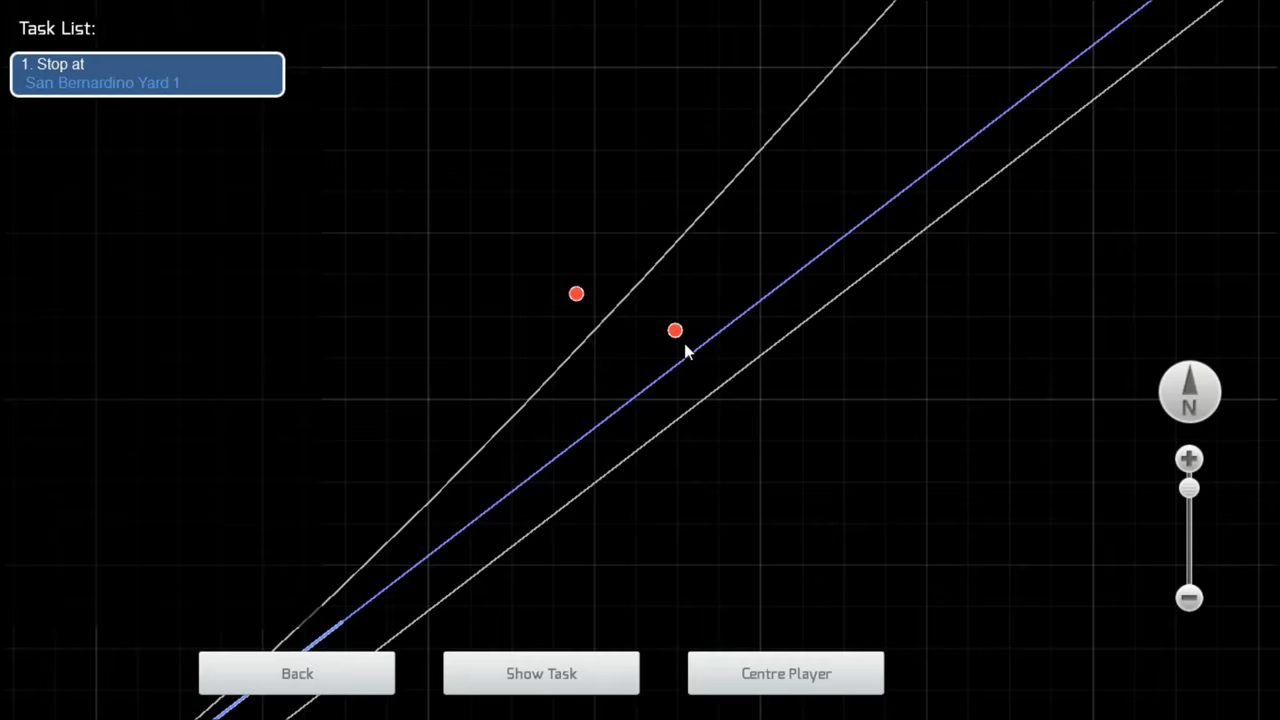 Task List:
1. Stop at
San Bernardino Yard 1
N
Back
Show Task
Centre Player